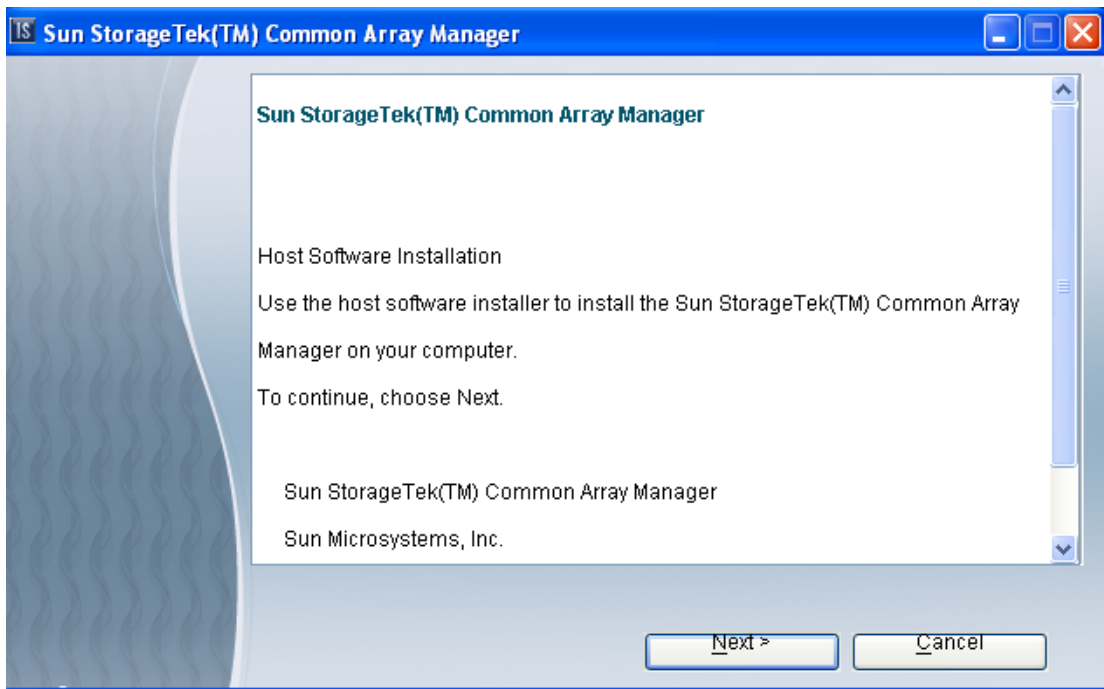 IS Sun StorageTek(TM) Common Array Manager
Sun StorageTek(TM) Common Array Manager
Host Software Installation
Use the host software installer to install the Sun StorageTek(TM) Common Array
Manager on your computer.
To continue, choose Next.
Sun StorageTek(TM) Common Array Manager
Sun Microsystems, Inc.
Next >
Cancel